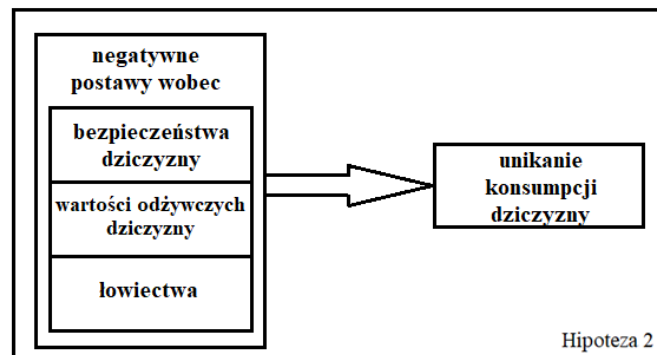 negatywne
postawy wobec
bezpieczeństwa
dziczyzny
wartości odżywczych
dziczyzny
łowiectwa
unikanie
konsumpcji
dziczyzny
Hipoteza 2